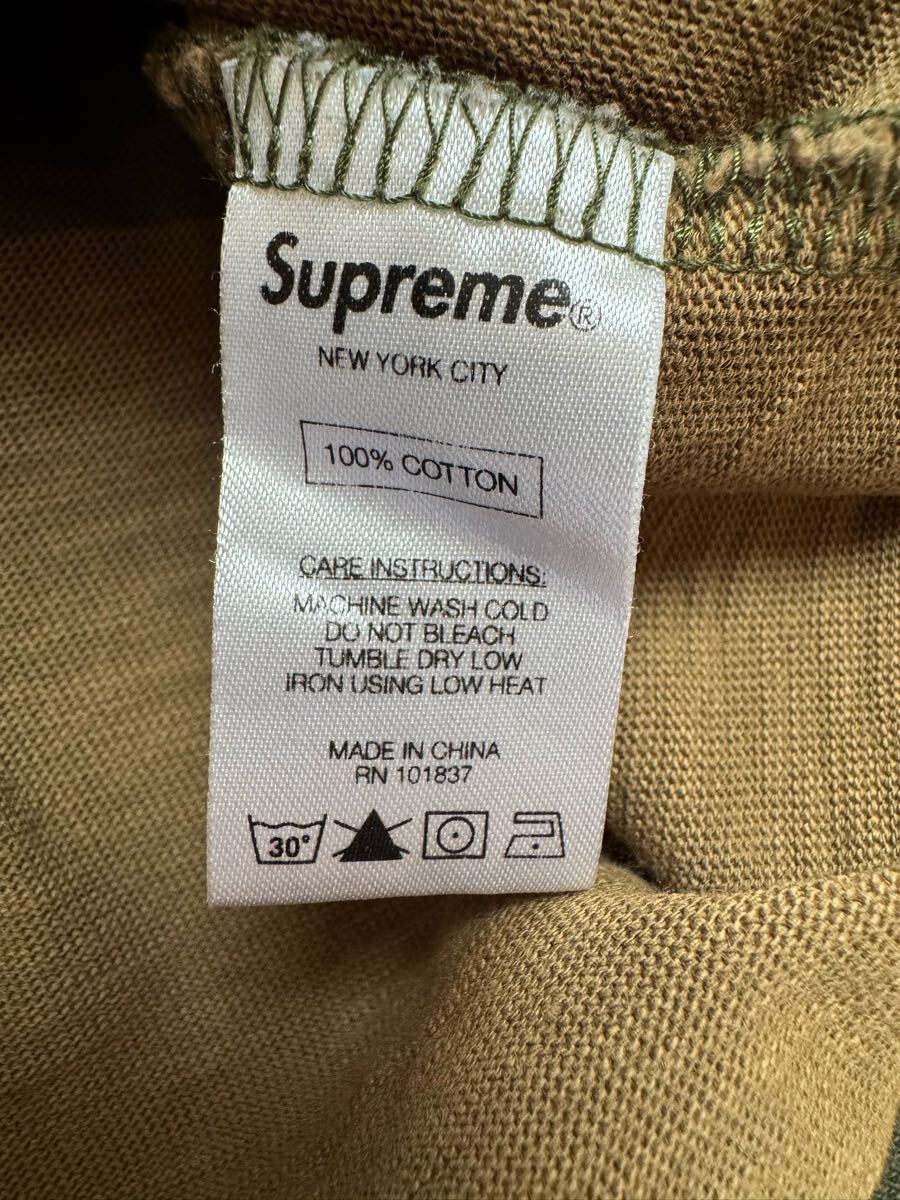 Supreme®
NEW YORK CITY
100% COTTON
CARE INSTRUCTIONS:
MACHINE WASH COLD
DO NOT BLEACH
TUMBLE DRY LOW
IRON USING LOW HEAT
MADE IN CHINA
RN 101837
30°